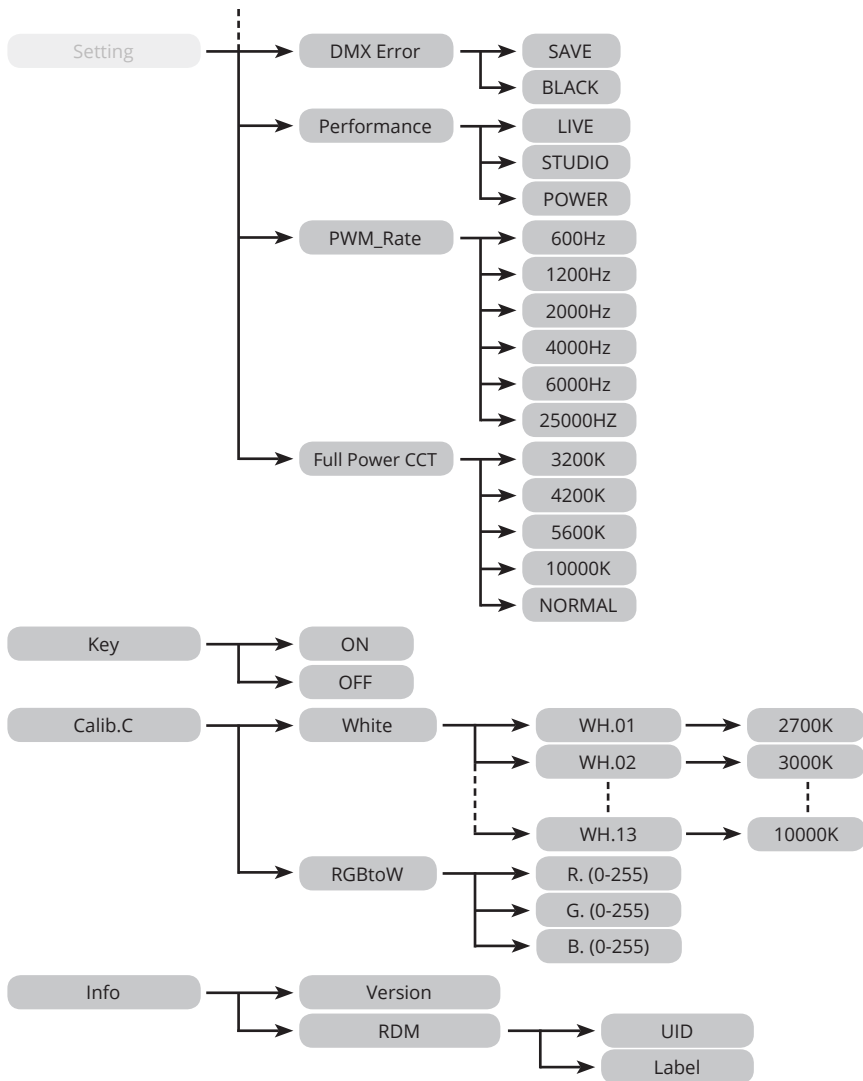 Setting DMX Error SAVE
BLACK
Performance LIVE
STUDIO
POWER
PWM_Rate 600Hz
1200Hz
2000Hz
4000Hz
6000Hz
25000HZ
Full Power CCT 3200K
4200K
5600K
10000K
NORMAL
Key ON
OFF
Calib.C White WH.01 2700K
WH.02 3000K
WH.13 10000K
RGBtoW R. (0-255)
G. (0-255)
B. (0-255)
Info Version
RDM UID
Label